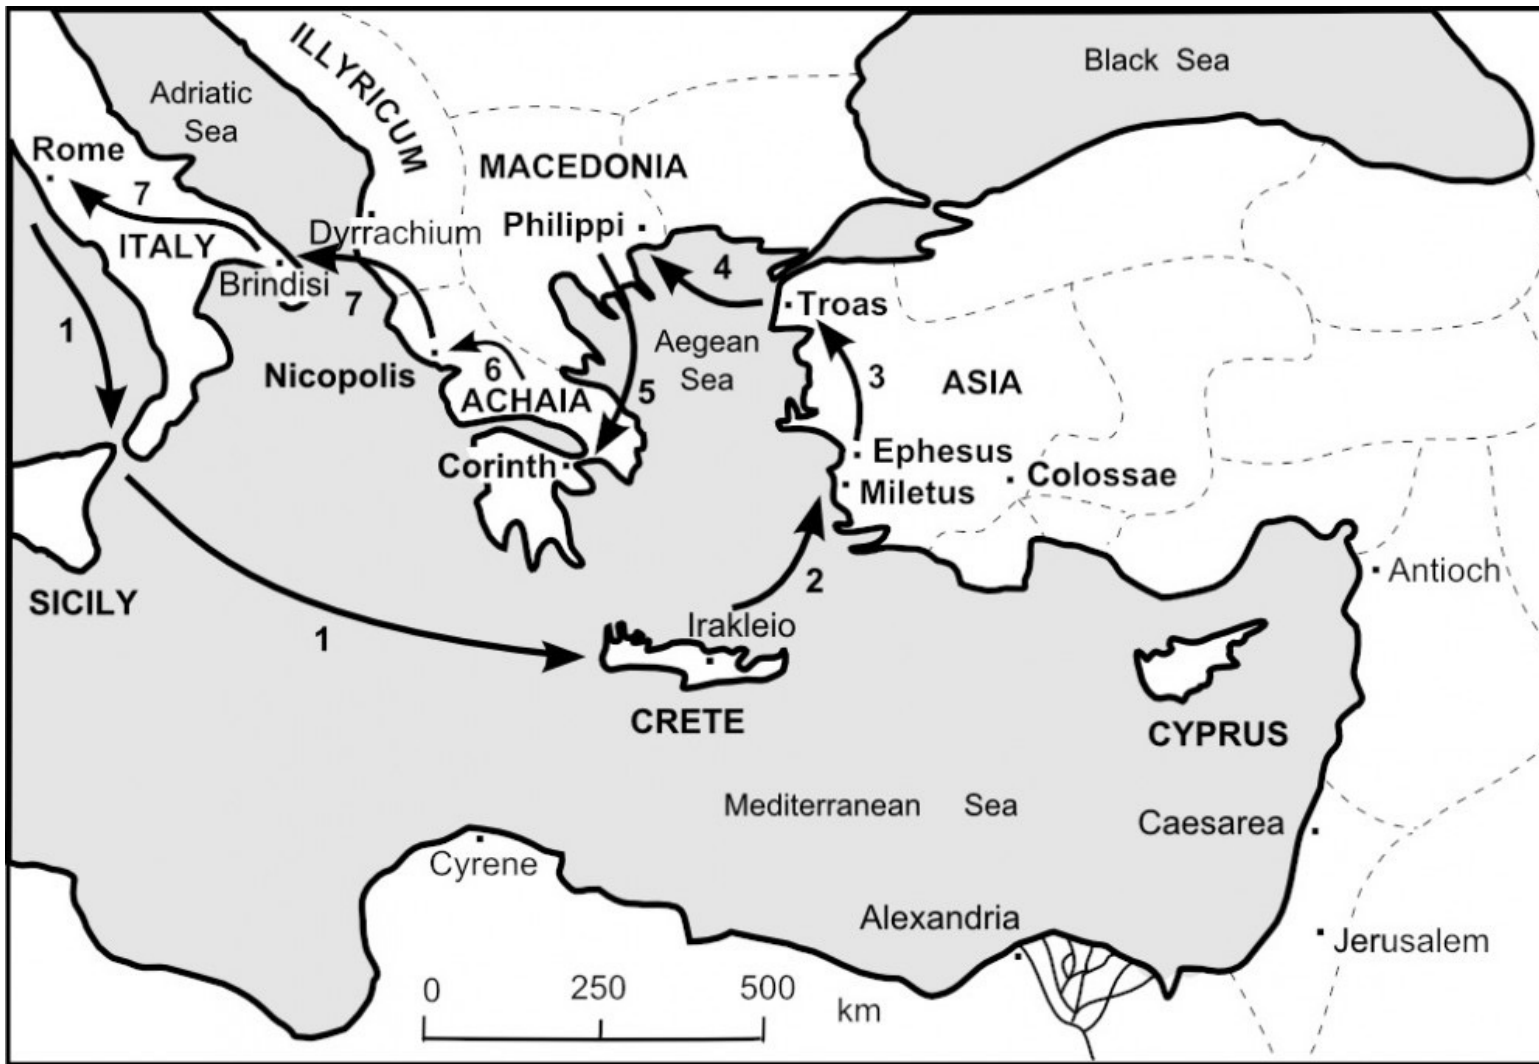 Black Sea
Adriatic
Sea
ILLYRICUM
Rome
MACEDONIA
7
Philippi
Dyrrachium
ITALY
4
Brindisi
7
Troas
1
Aegean
Sea
6
Nicopolis
5
3
ASIA
ACHAIA
Ephesus
Corinth
Colossae
Miletus
Antioch
2
SICILY
Irakleio
1
CRETE
CYPRUS
Mediterranean Sea
Caesarea
Cyrene
Alexandria
Jerusalem
0 250 500
km